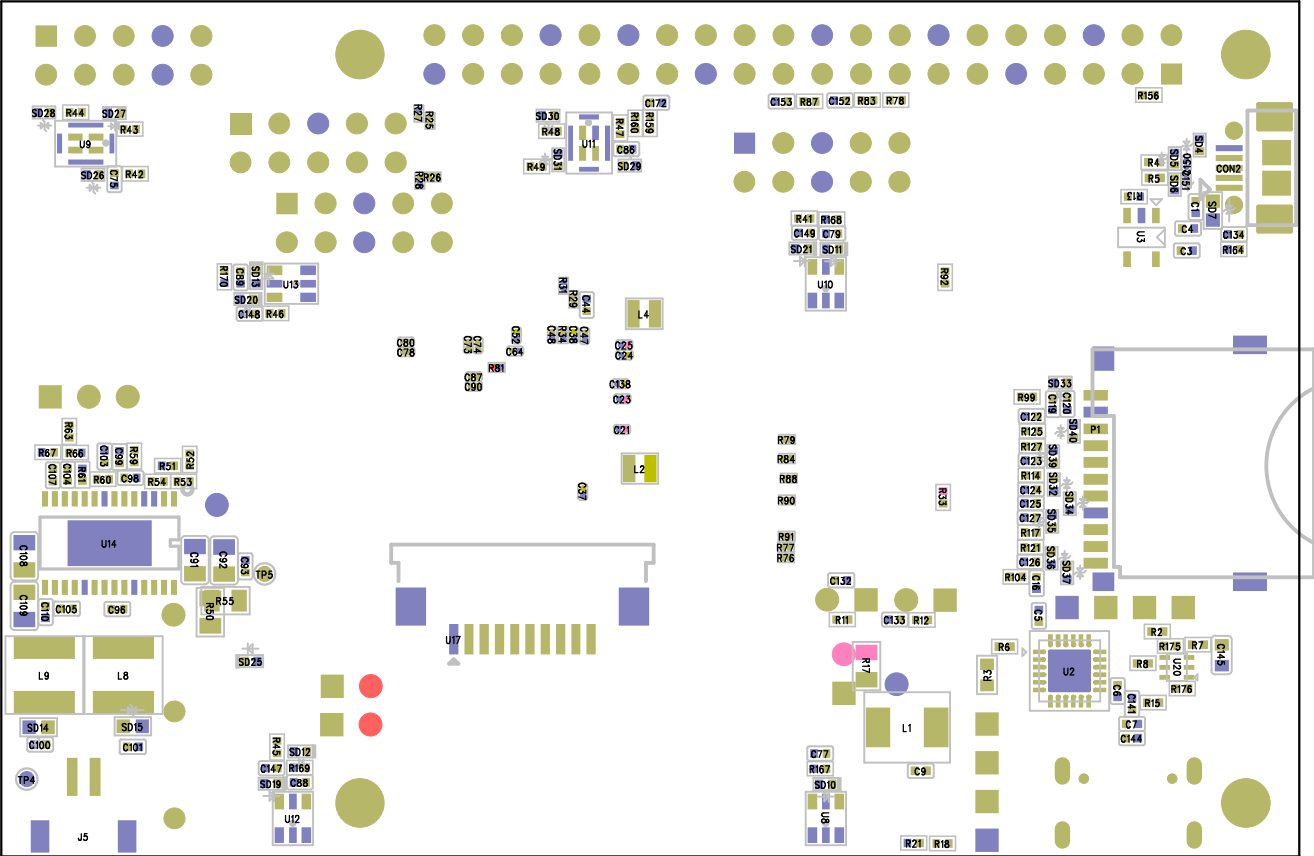 C172
C153 R87 C152 R83 R78
R156
SD28 R44 SD27
R27 R25
SD30
R47 R160 R159
R43
R48
U9
U11
C86
SD4
SD26 C75 R42
R49 SD31
SD29
R4 SD5
CON2
R28 R26
R5 SD6 C151
R13
C1 SD7
R41 R168
C149 C79
U3
C4
C134
SD21 SD11
C3
R164
R170 C89 SD13
U13
U10
R92
SD20
R31 R29 C44
C148 R46
L4
C80
C78
C73 C74
C52
C64
C48 R34 C38 C47
C25
C24
R81
C87
C90
C138
C23
SD33
R99 C119 C120
C122
R63
C21
R125
SD40
P1
R79
R67 R66 C103 C99 R59
R127
R84
C123 SD39
R51 R52
C107 C104 R61
R60 C98
R54 R53
L2
R88
R114
C124 SD32
C37
R90
R33
C125 SD34
C127 SD35
U14
R117
R91
R77
R76
R121
C126 SD36
C108
C91 C92 C93
TP5
R104 C16 SD37
C132
C109 C110 C105 C96
R50 R55
R11 C133 R12
C5
U17
R2
R6
R175 R7
R17
R8
U20 C145
SD25
R3
U2
L9 L8
R176
C6
C141 R15
SD14 SD15
L1
C7
C100 C101
R45 SD12
C144
C77
C147 R169
R167
C9
TP4
SD19 C88
SD10
U12
U8
J5
R21 R18